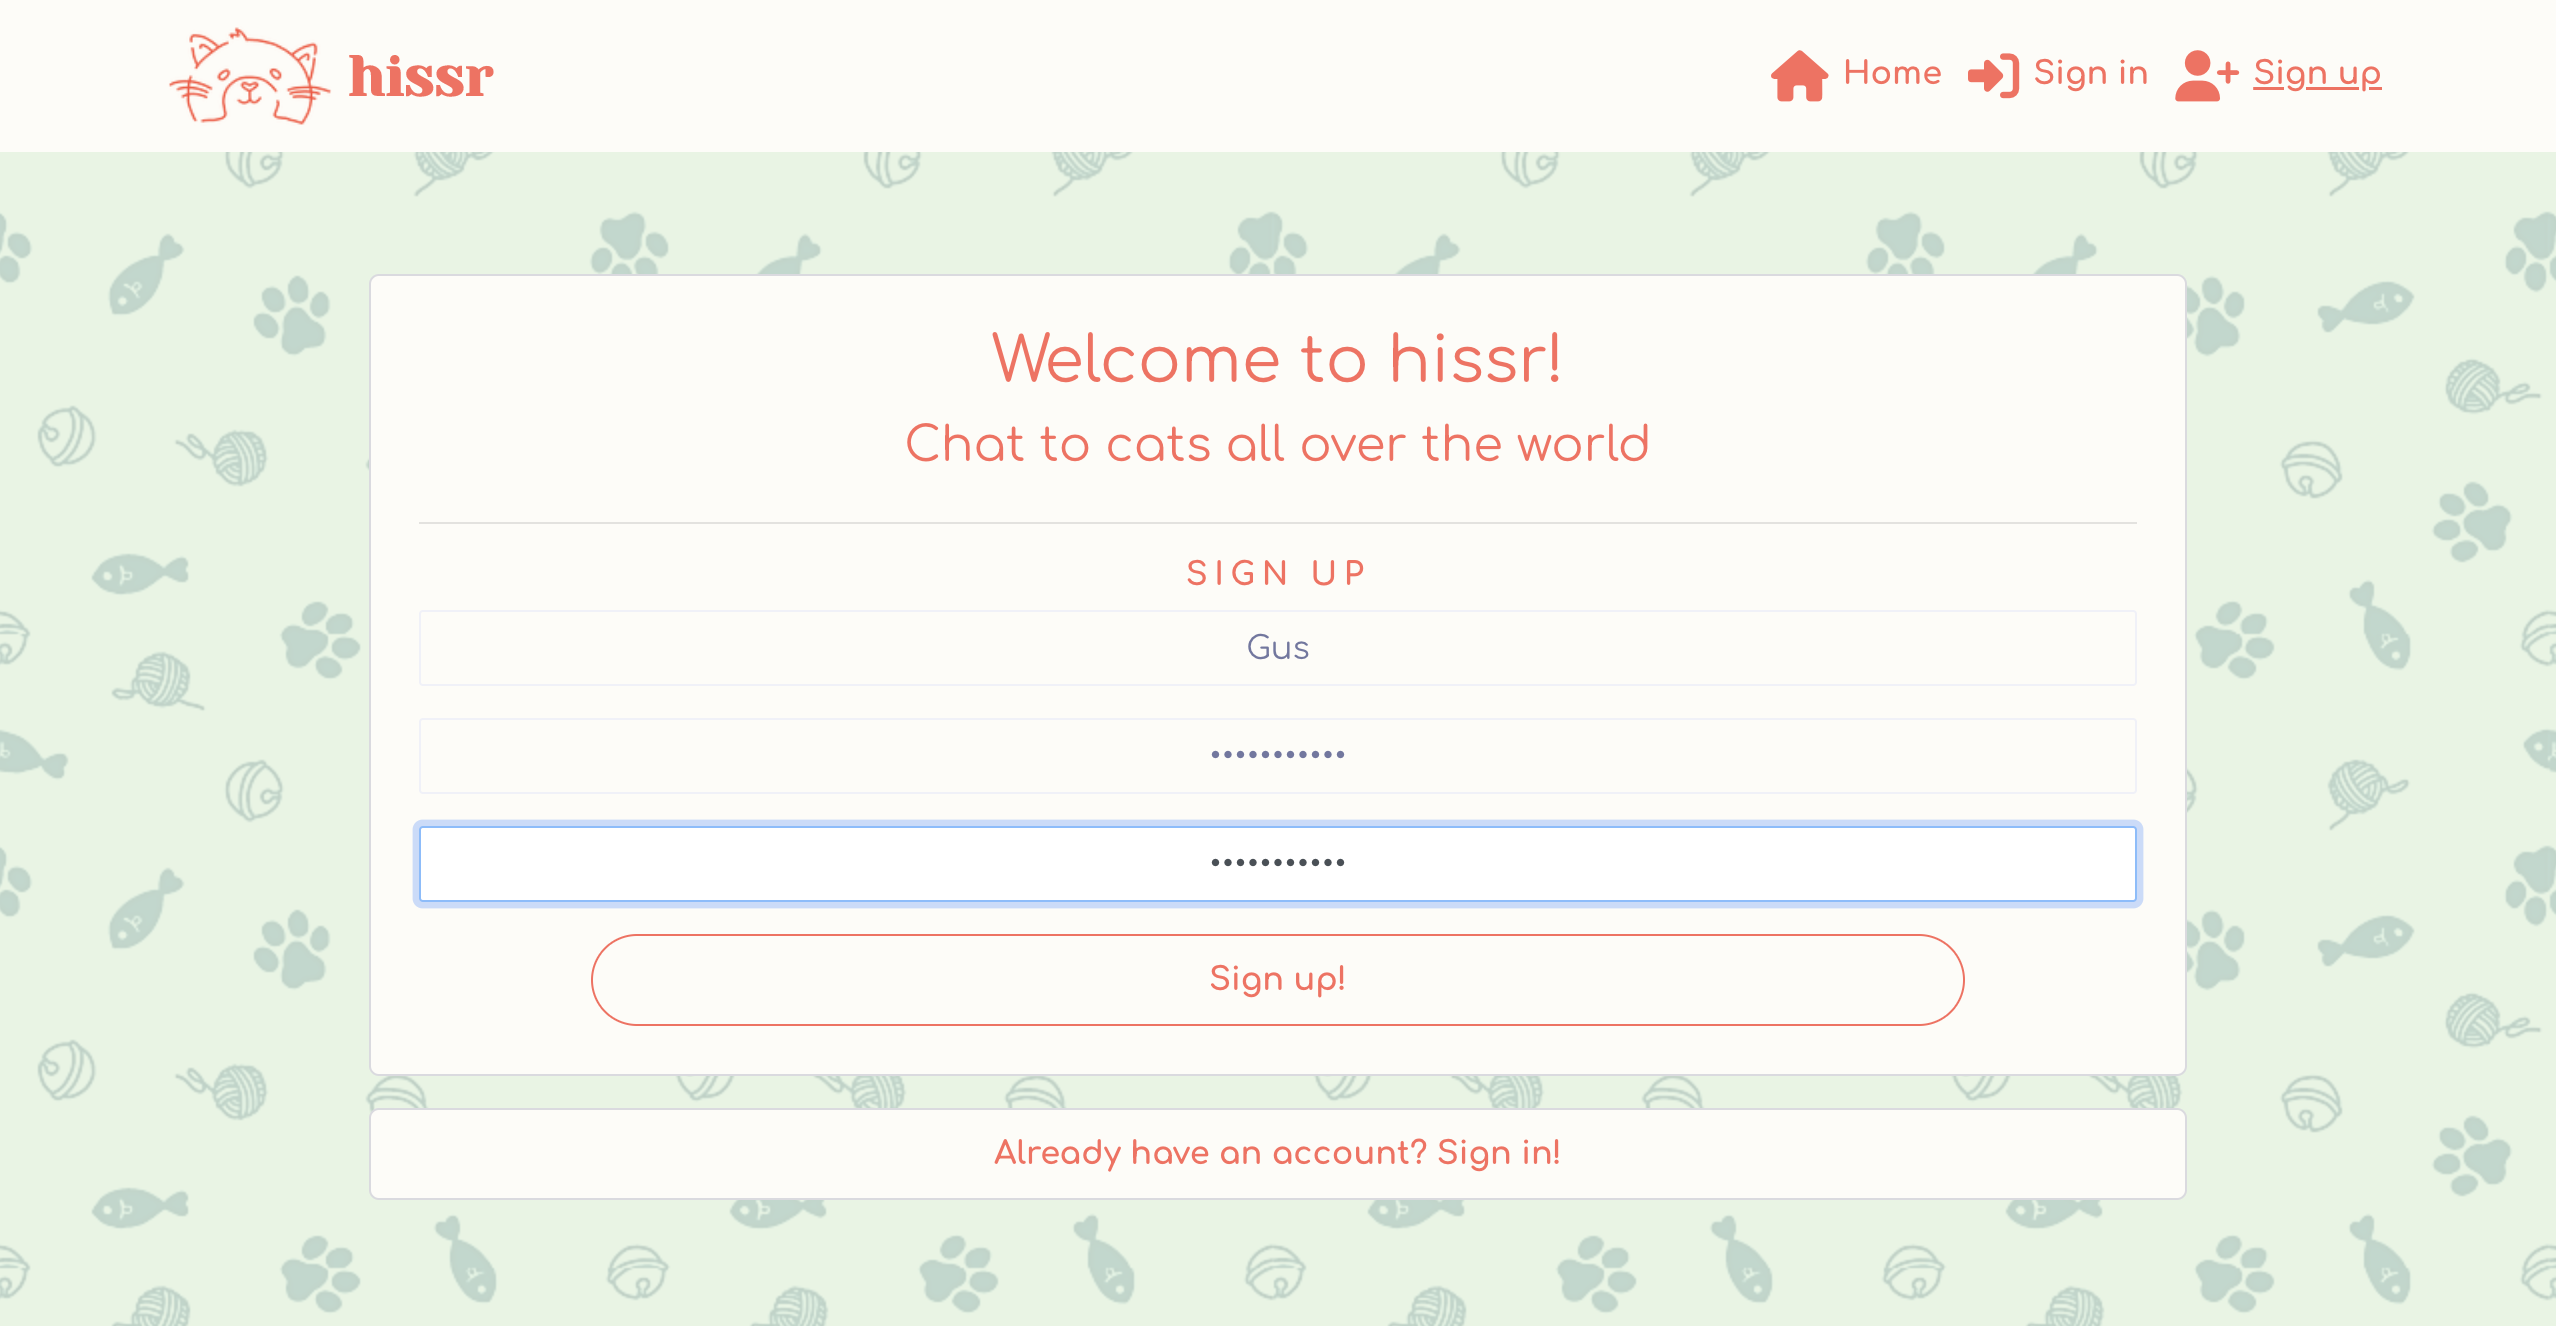 hissr
Home
Sign in
Sign up
Welcome to hissr!
Chat to cats all over the world
SIGN UP
Gus
•••••••••••
•••••••••••
Sign up!
Already have an account? Sign in!